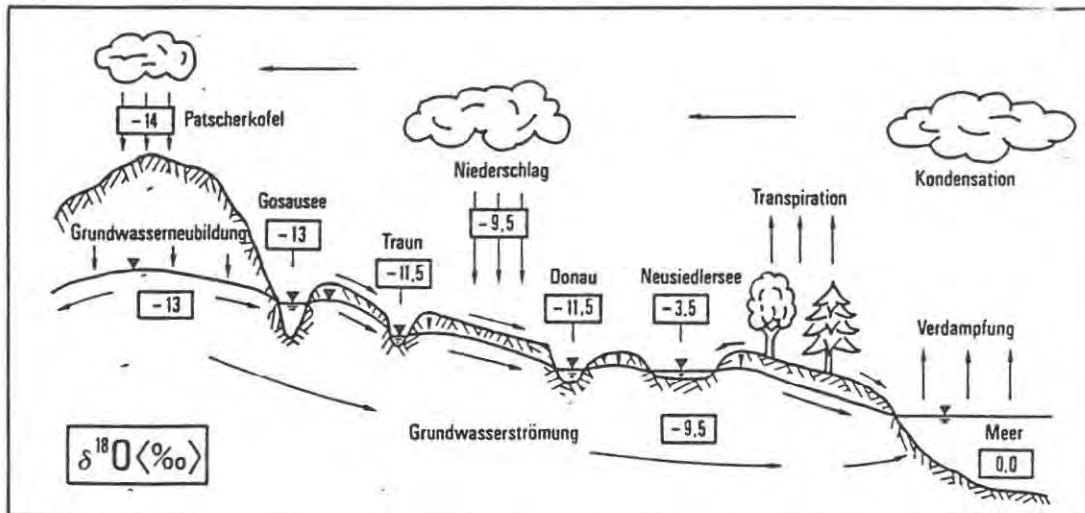 -14
Patscherkofel
Niederschlag
Kondensation
Transpiration
Gosausee
-13
-9,5
Grundwasserneubildung
Traun
-11,5
Donau
Neusiedlersee
-11,5
-3,5
-13
Verdampfung
Grundwasserströmung
-9,5
Meer
0,0
δ¹⁸O<‰>